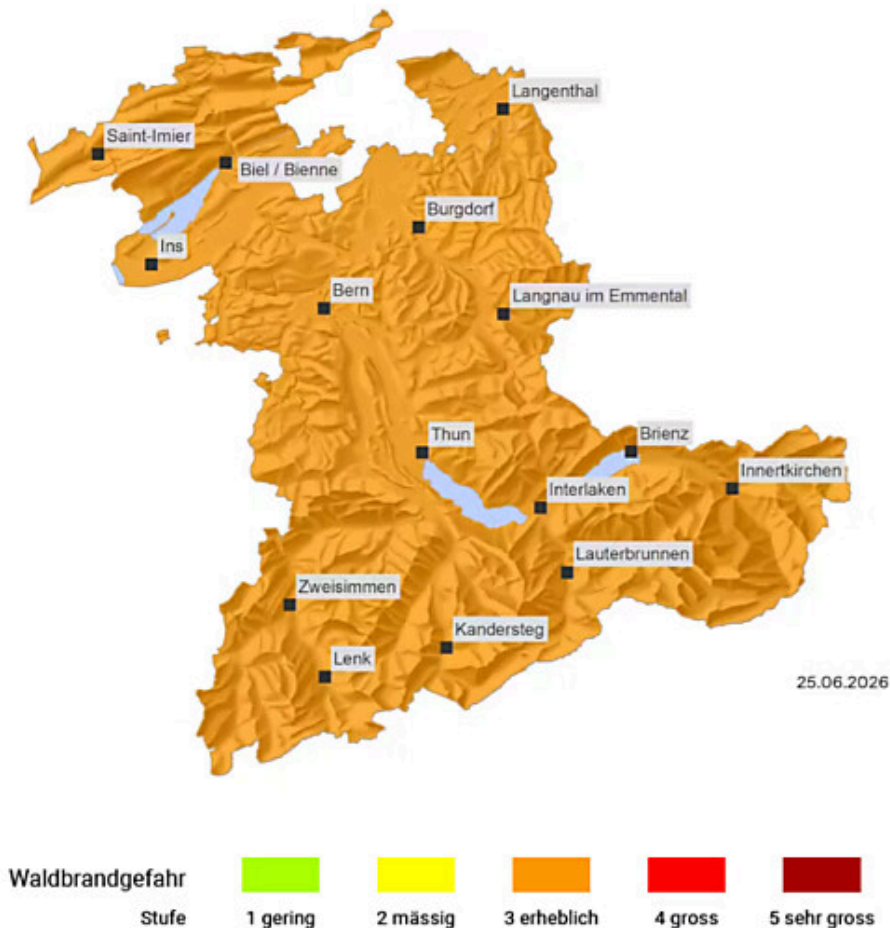 Langenthal
Saint-Imier
Biel / Bienne
Burgdorf
Ins
Bern
Langnau im Emmental
Thun
Brienz
Innertkirchen
Interlaken
Lauterbrunnen
Zweisimmen
Kandersteg
Lenk
25.06.2026
Waldbrandgefahr
Stufe 1 gering 2 mässig 3 erheblich 4 gross 5 sehr gross